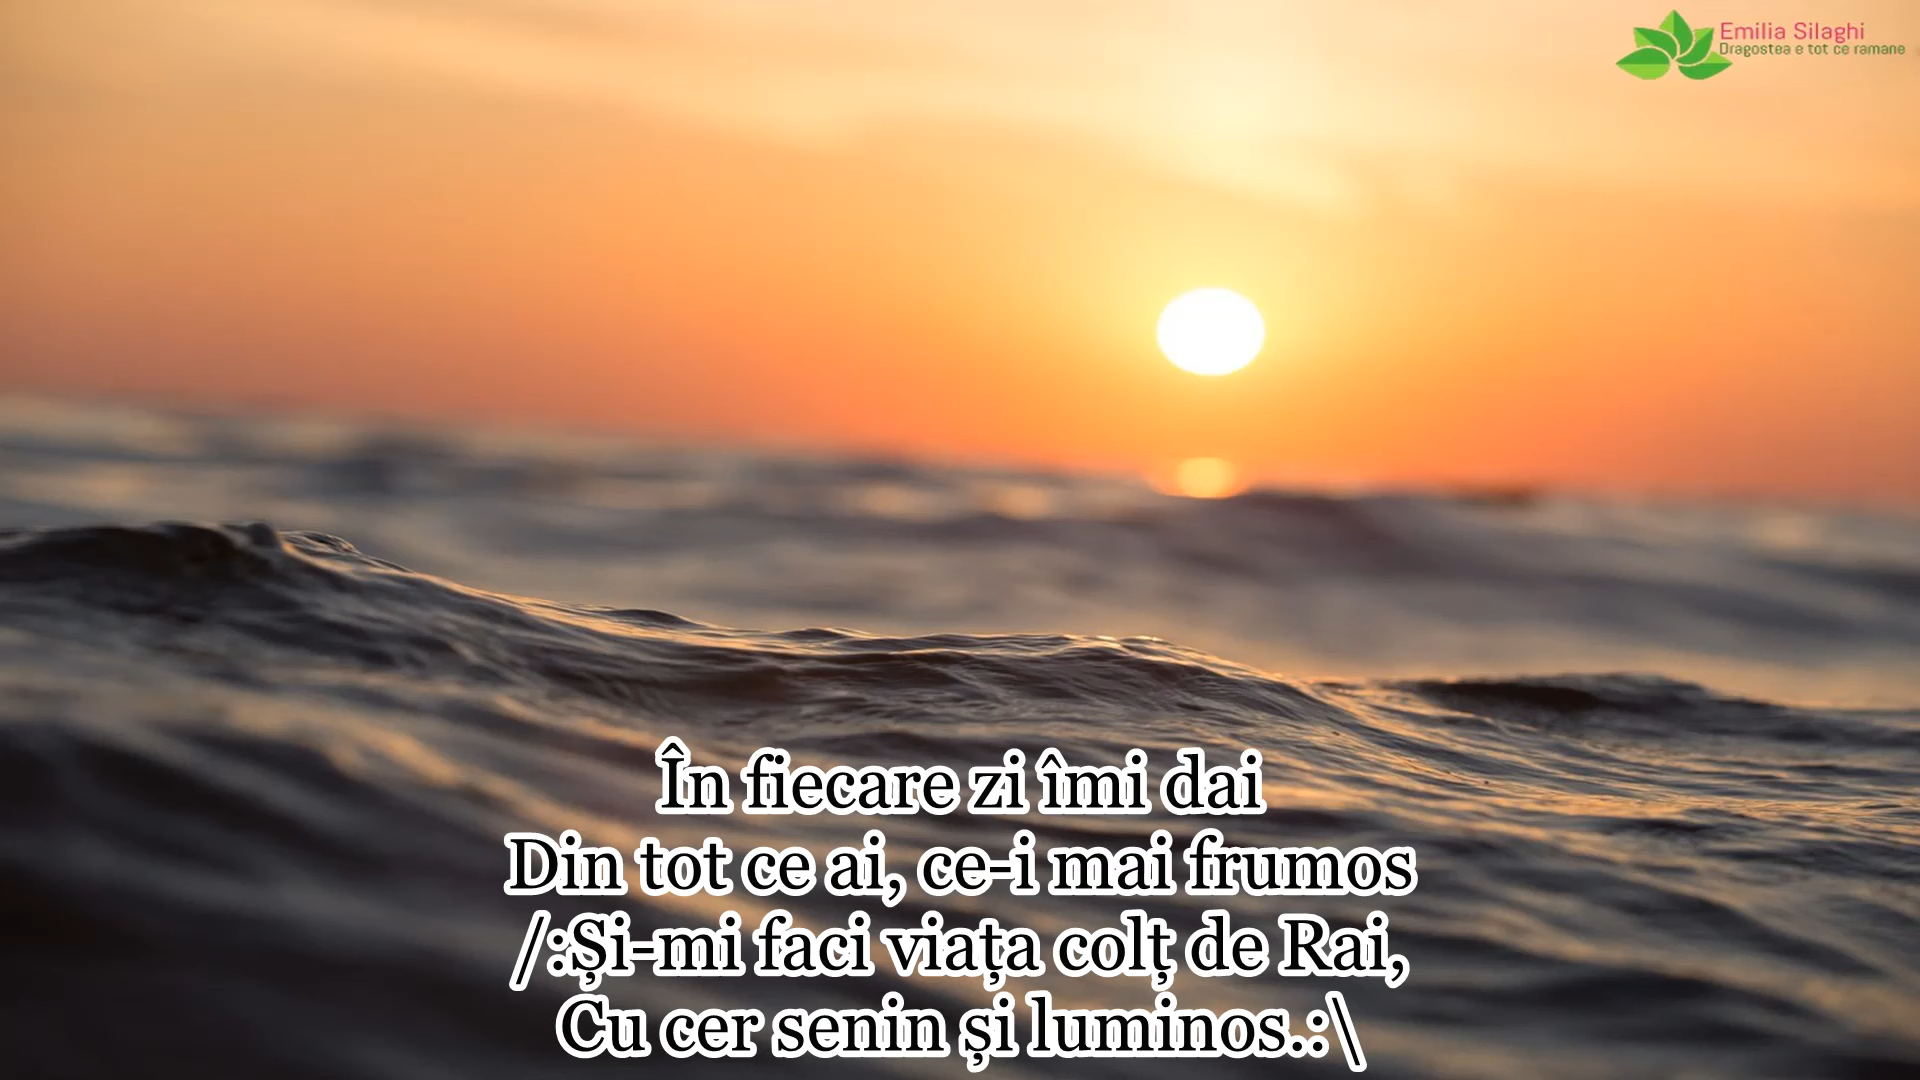 Emilia Silaghi
Dragostea e tot ce ramane
În fiecare zi îmi dai
Din tot ce ai, ce-i mai frumos
/:Și-mi faci viața colț de Rai,
Cu cer senin și luminos.:\